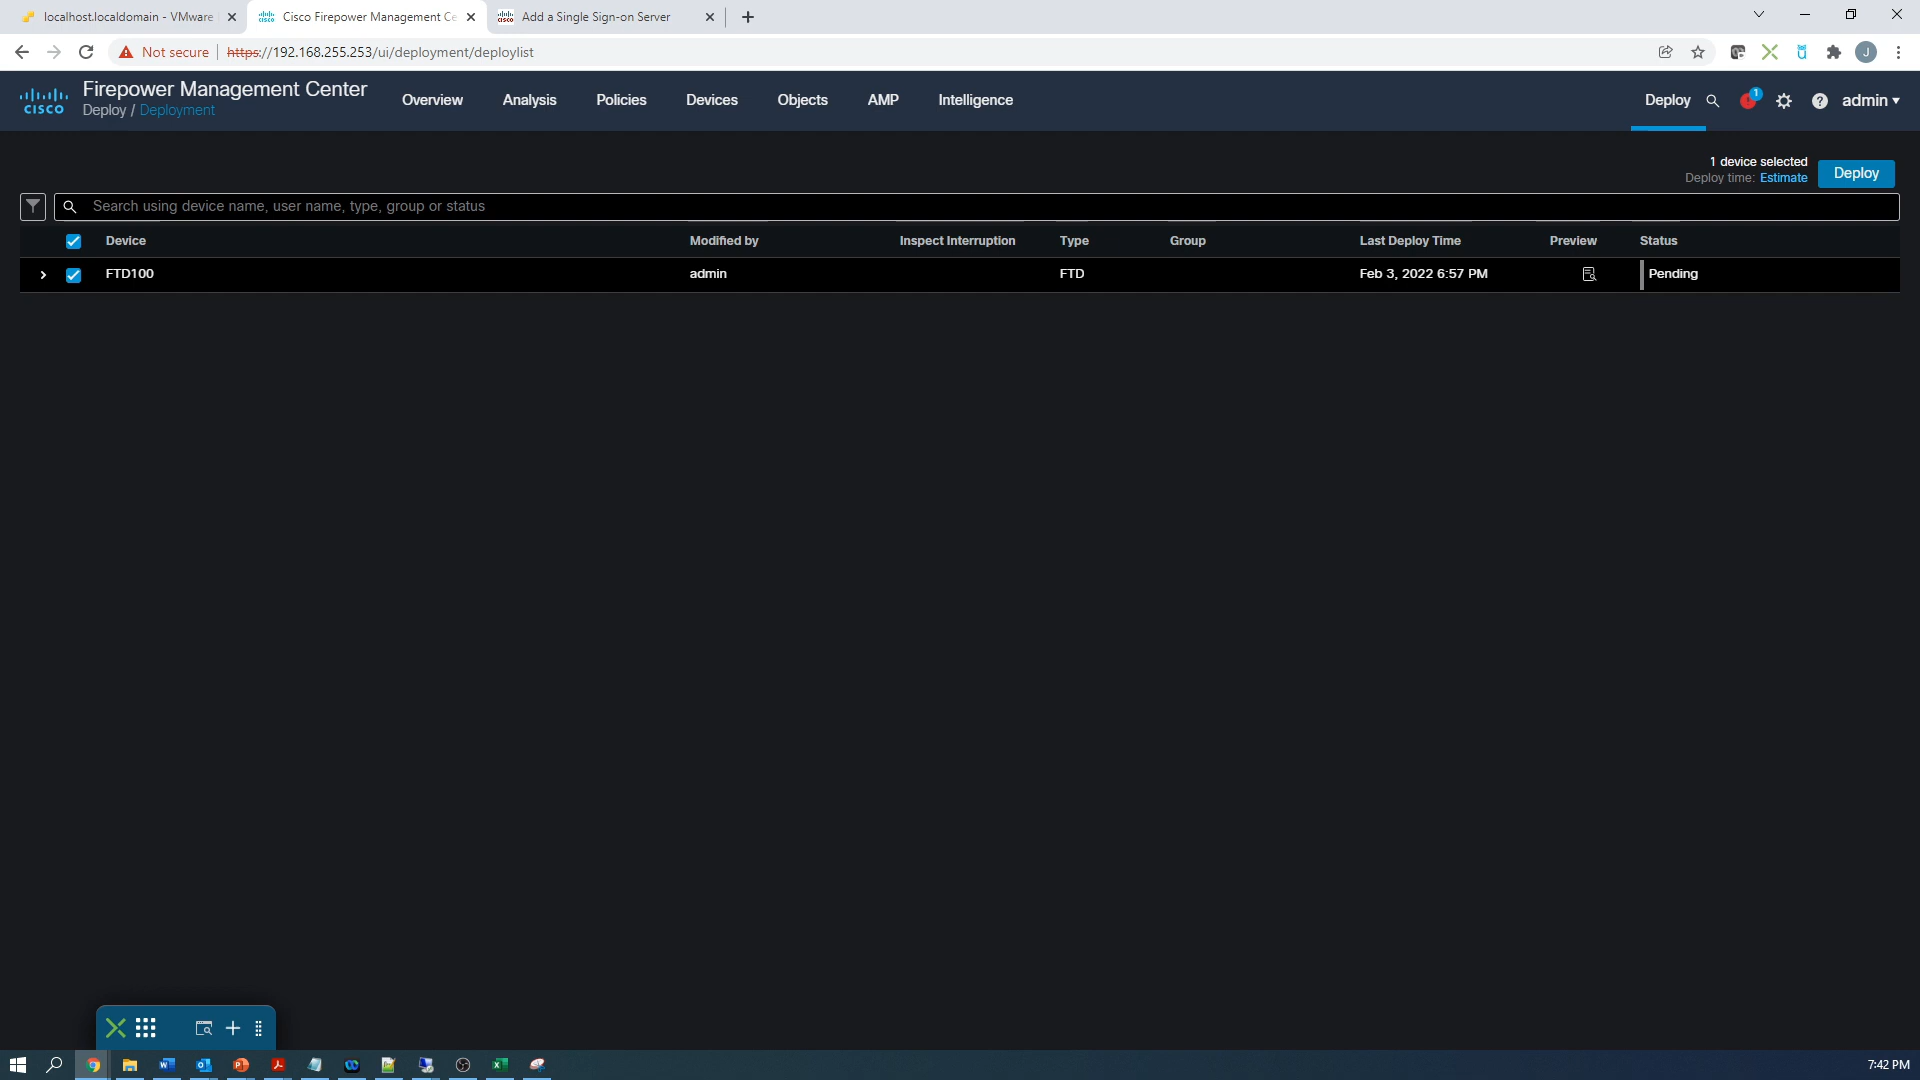 localhost.localdomain - VMware
Cisco Firepower Management Ce
Add a Single Sign-on Server
Not secure
https://192.168.255.253/ui/deployment/deploylist
J
CISCO
Firepower Management Center
Deploy / Deployment
Overview
Analysis
Policies
Devices
Objects
AMP
Intelligence
Deploy
1
admin
1 device selected
Deploy time: Estimate
Deploy
Search using device name, user name, type, group or status
Device
Modified by
Inspect Interruption
Type
Group
Last Deploy Time
Preview
Status
FTD100
admin
FTD
Feb 3, 2022 6:57 PM
Pending
7:42 PM